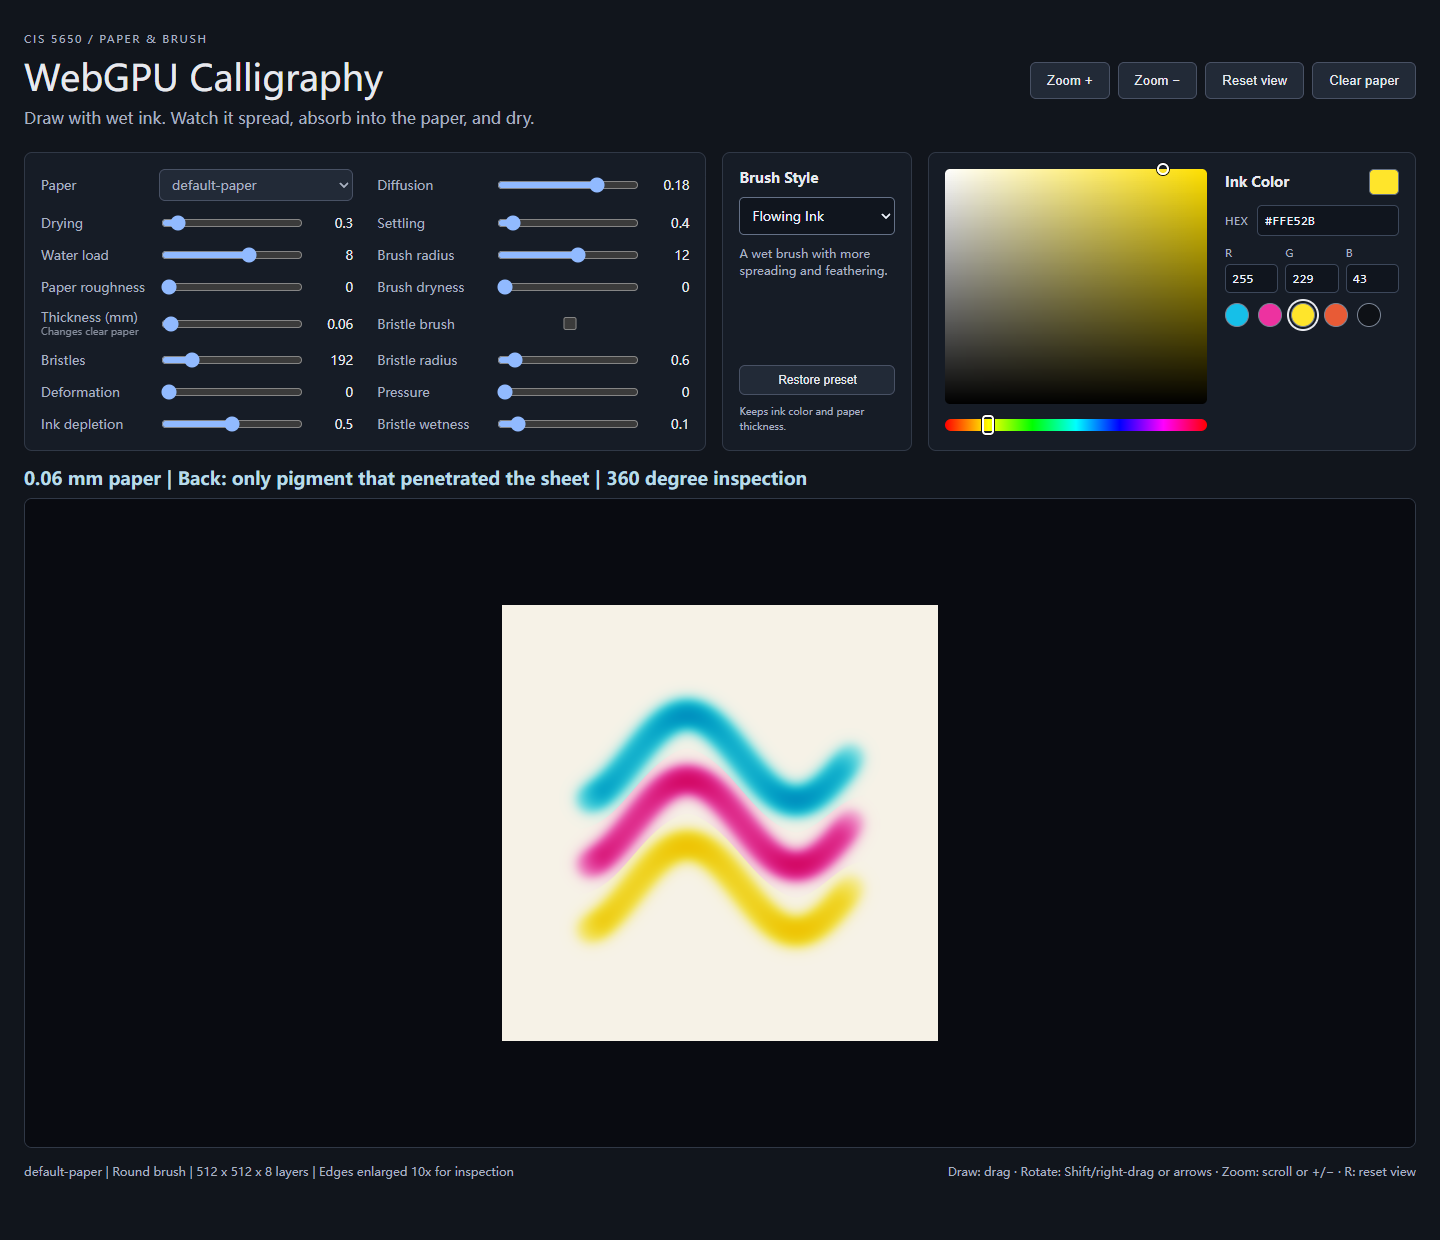 CIS 5650 / PAPER & BRUSH
WebGPU Calligraphy
Draw with wet ink. Watch it spread, absorb into the paper, and dry.
Zoom +
Zoom −
Reset view
Clear paper
Paper
default-paper
Diffusion
0.18
Drying
0.3
Settling
0.4
Water load
8
Brush radius
12
Paper roughness
0
Brush dryness
0
Thickness (mm)
Changes clear paper
0.06
Bristle brush
Bristles
192
Bristle radius
0.6
Deformation
0
Pressure
0
Ink depletion
0.5
Bristle wetness
0.1
Brush Style
Flowing Ink
A wet brush with more
spreading and feathering.
Restore preset
Keeps ink color and paper
thickness.
Ink Color
HEX
#FFE52B
R
G
B
255
229
43
0.06 mm paper | Back: only pigment that penetrated the sheet | 360 degree inspection
default-paper | Round brush | 512 x 512 x 8 layers | Edges enlarged 10x for inspection
Draw: drag · Rotate: Shift/right-drag or arrows · Zoom: scroll or +/− · R: reset view